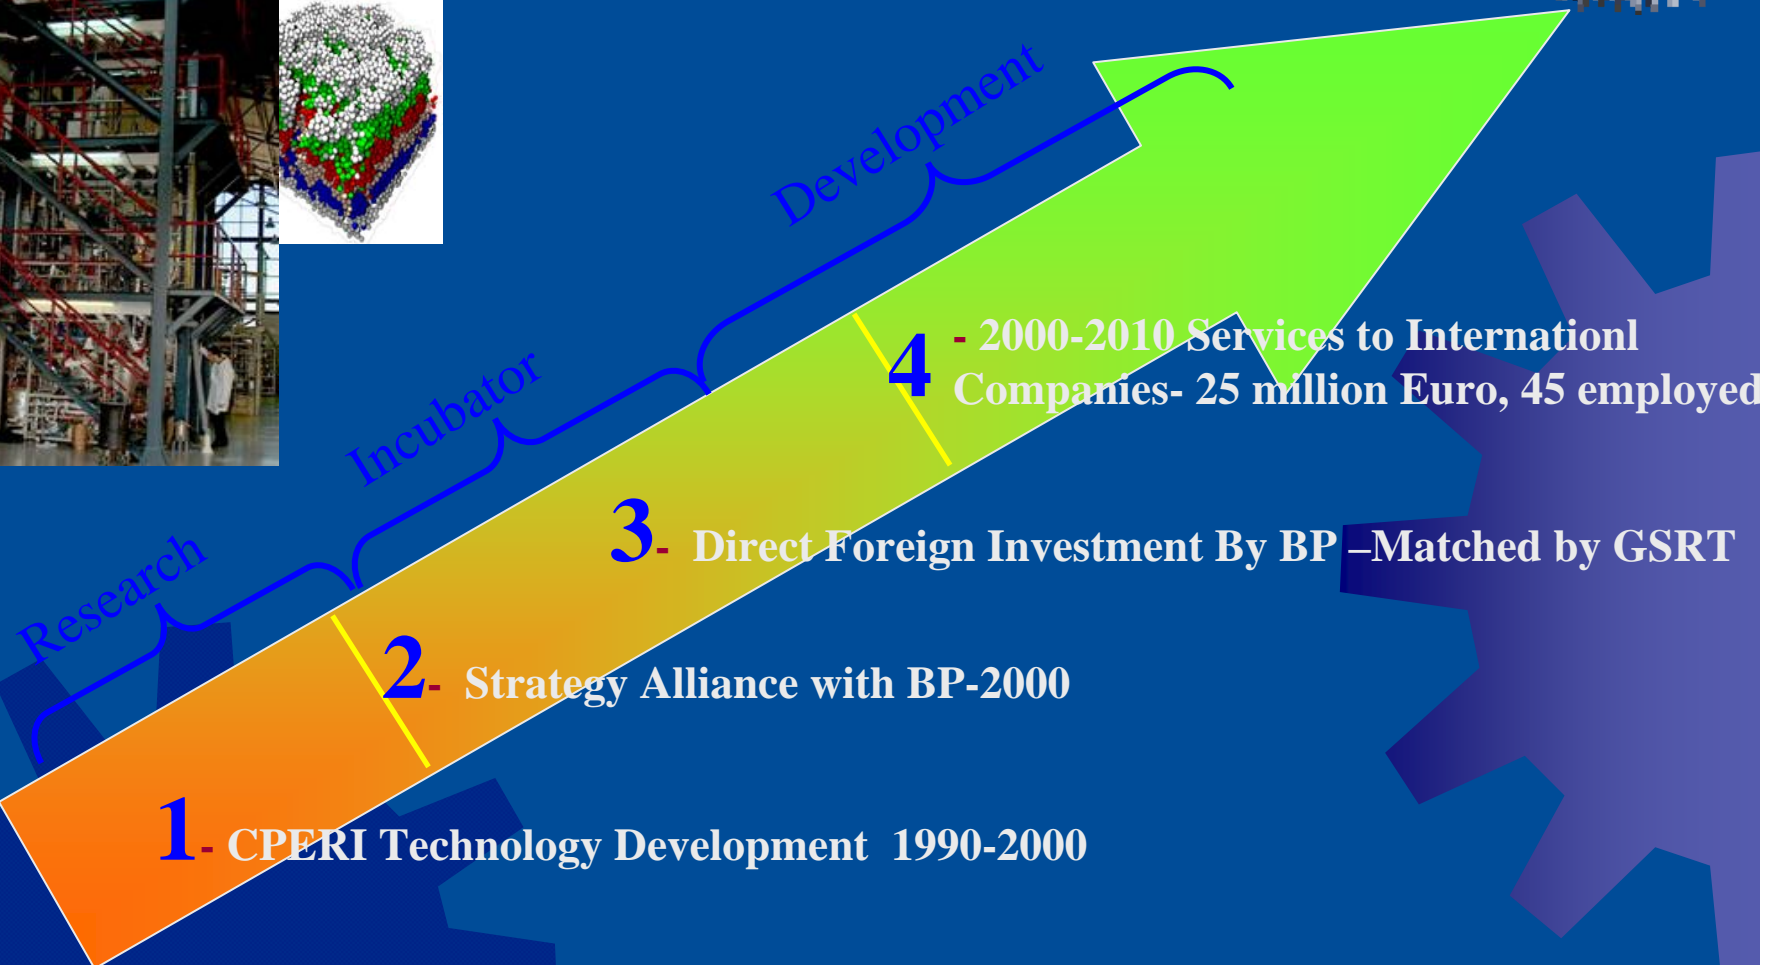 Development
4 - 2000-2010 Services to Internationl
Companies- 25 million Euro, 45 employed
Incubator
3- Direct Foreign Investment By BP –Matched by GSRT
Research
2- Strategy Alliance with BP-2000
1- CPERI Technology Development 1990-2000